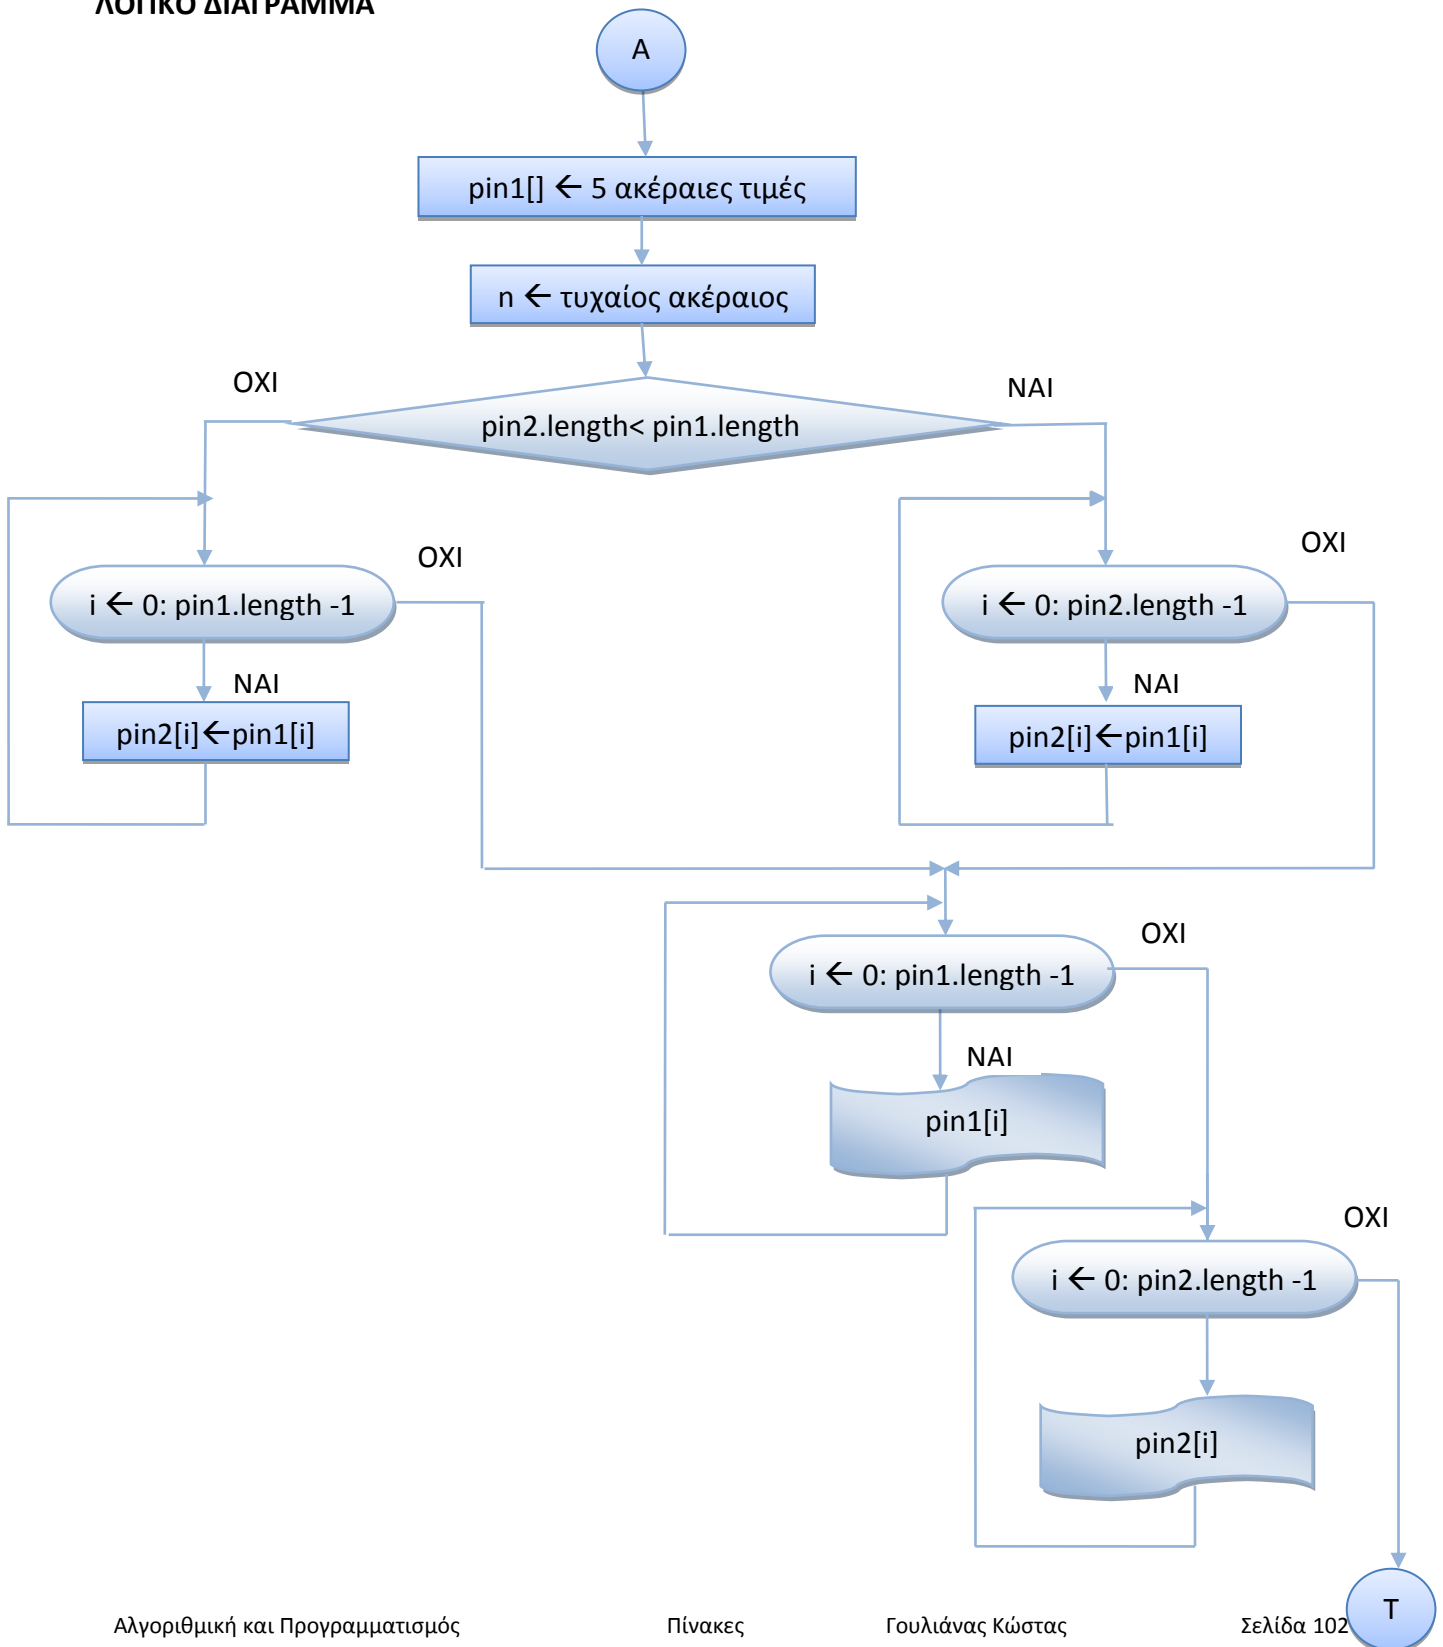 ΛΟΓΙΚΟ ΔΙΑΓΡΑΜΜΑ
Α
pin1[] ← 5 ακέραιες τιμές
n ← τυχαίος ακέραιος
ΟΧΙ
ΝΑΙ
pin2.length< pin1.length
ΟΧΙ
ΟΧΙ
i ← 0: pin1.length -1
i ← 0: pin2.length -1
ΝΑΙ
ΝΑΙ
pin2[i]←pin1[i]
pin2[i]←pin1[i]
ΟΧΙ
i ← 0: pin1.length -1
ΝΑΙ
pin1[i]
ΟΧΙ
i ← 0: pin2.length -1
pin2[i]
Τ
Αλγοριθμική και Προγραμματισμός Πίνακες Γουλιάνας Κώστας Σελίδα 102